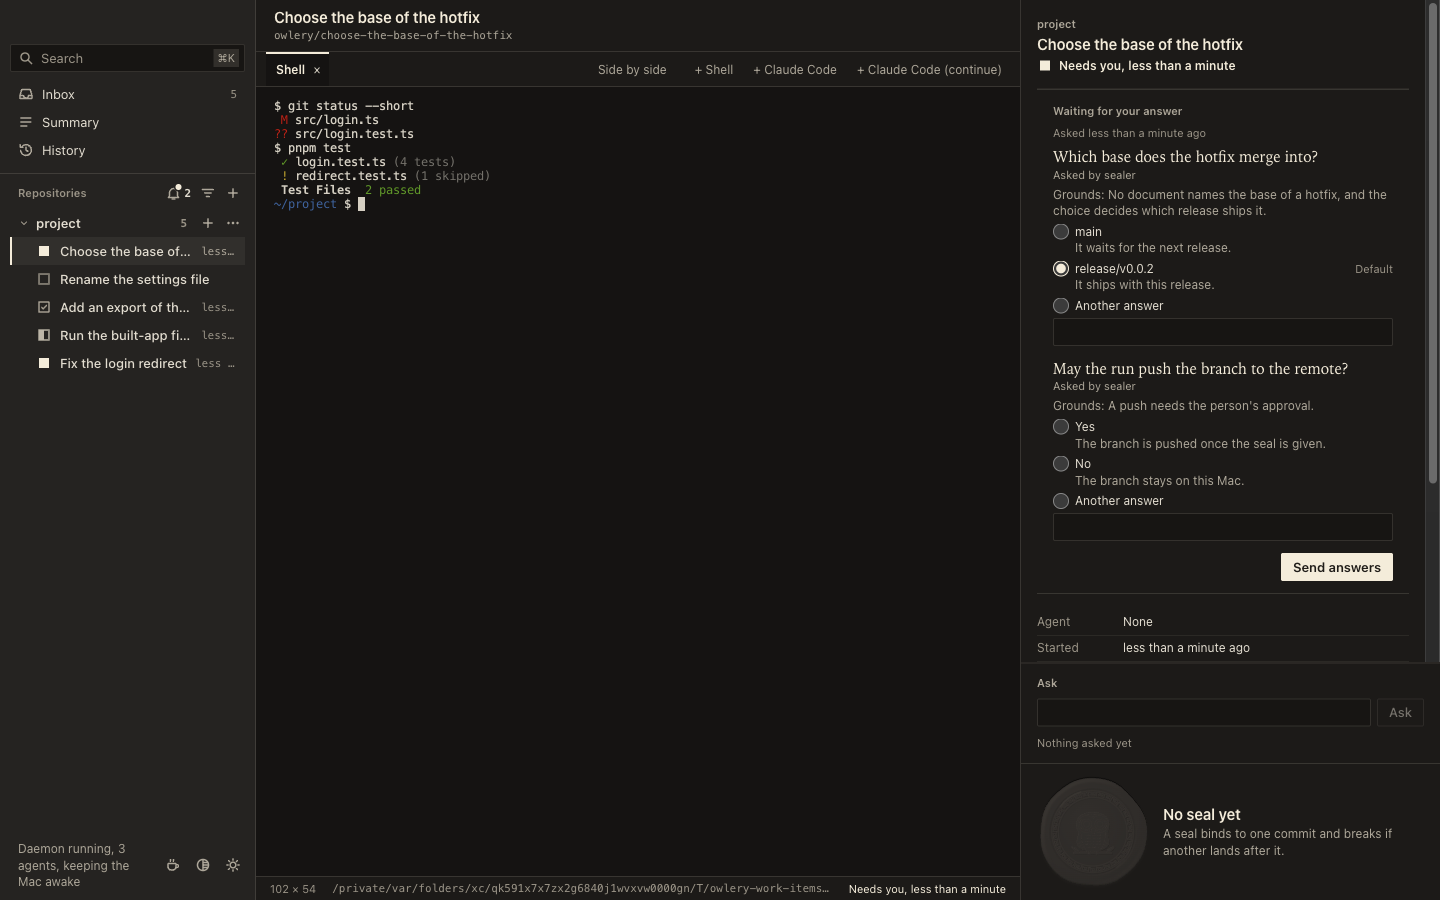 Search ⌘K
Inbox 5
Summary
History
Repositories 2
project 5
Choose the base of... less...
Rename the settings file
Add an export of th... less...
Run the built-app fi... less...
Fix the login redirect less ...
Daemon running, 3
agents, keeping the
Mac awake
Choose the base of the hotfix
owlery/choose-the-base-of-the-hotfix
Shell × Side by side + Shell + Claude Code + Claude Code (continue)
$ git status --short
M src/login.ts
?? src/login.test.ts
$ pnpm test
✓ login.test.ts (4 tests)
! redirect.test.ts (1 skipped)
Test Files 2 passed
~/project $
102 × 54 /private/var/folders/xc/qk591x7x7zx2g6840j1wvxvw0000gn/T/owlery-work-items... Needs you, less than a minute
project
Choose the base of the hotfix
Needs you, less than a minute
Waiting for your answer
Asked less than a minute ago
Which base does the hotfix merge into?
Asked by sealer
Grounds: No document names the base of a hotfix, and the
choice decides which release ships it.
main
It waits for the next release.
release/v0.0.2 Default
It ships with this release.
Another answer
May the run push the branch to the remote?
Asked by sealer
Grounds: A push needs the person's approval.
Yes
The branch is pushed once the seal is given.
No
The branch stays on this Mac.
Another answer
Send answers
Agent None
Started less than a minute ago
Ask
Ask
Nothing asked yet
No seal yet
A seal binds to one commit and breaks if
another lands after it.